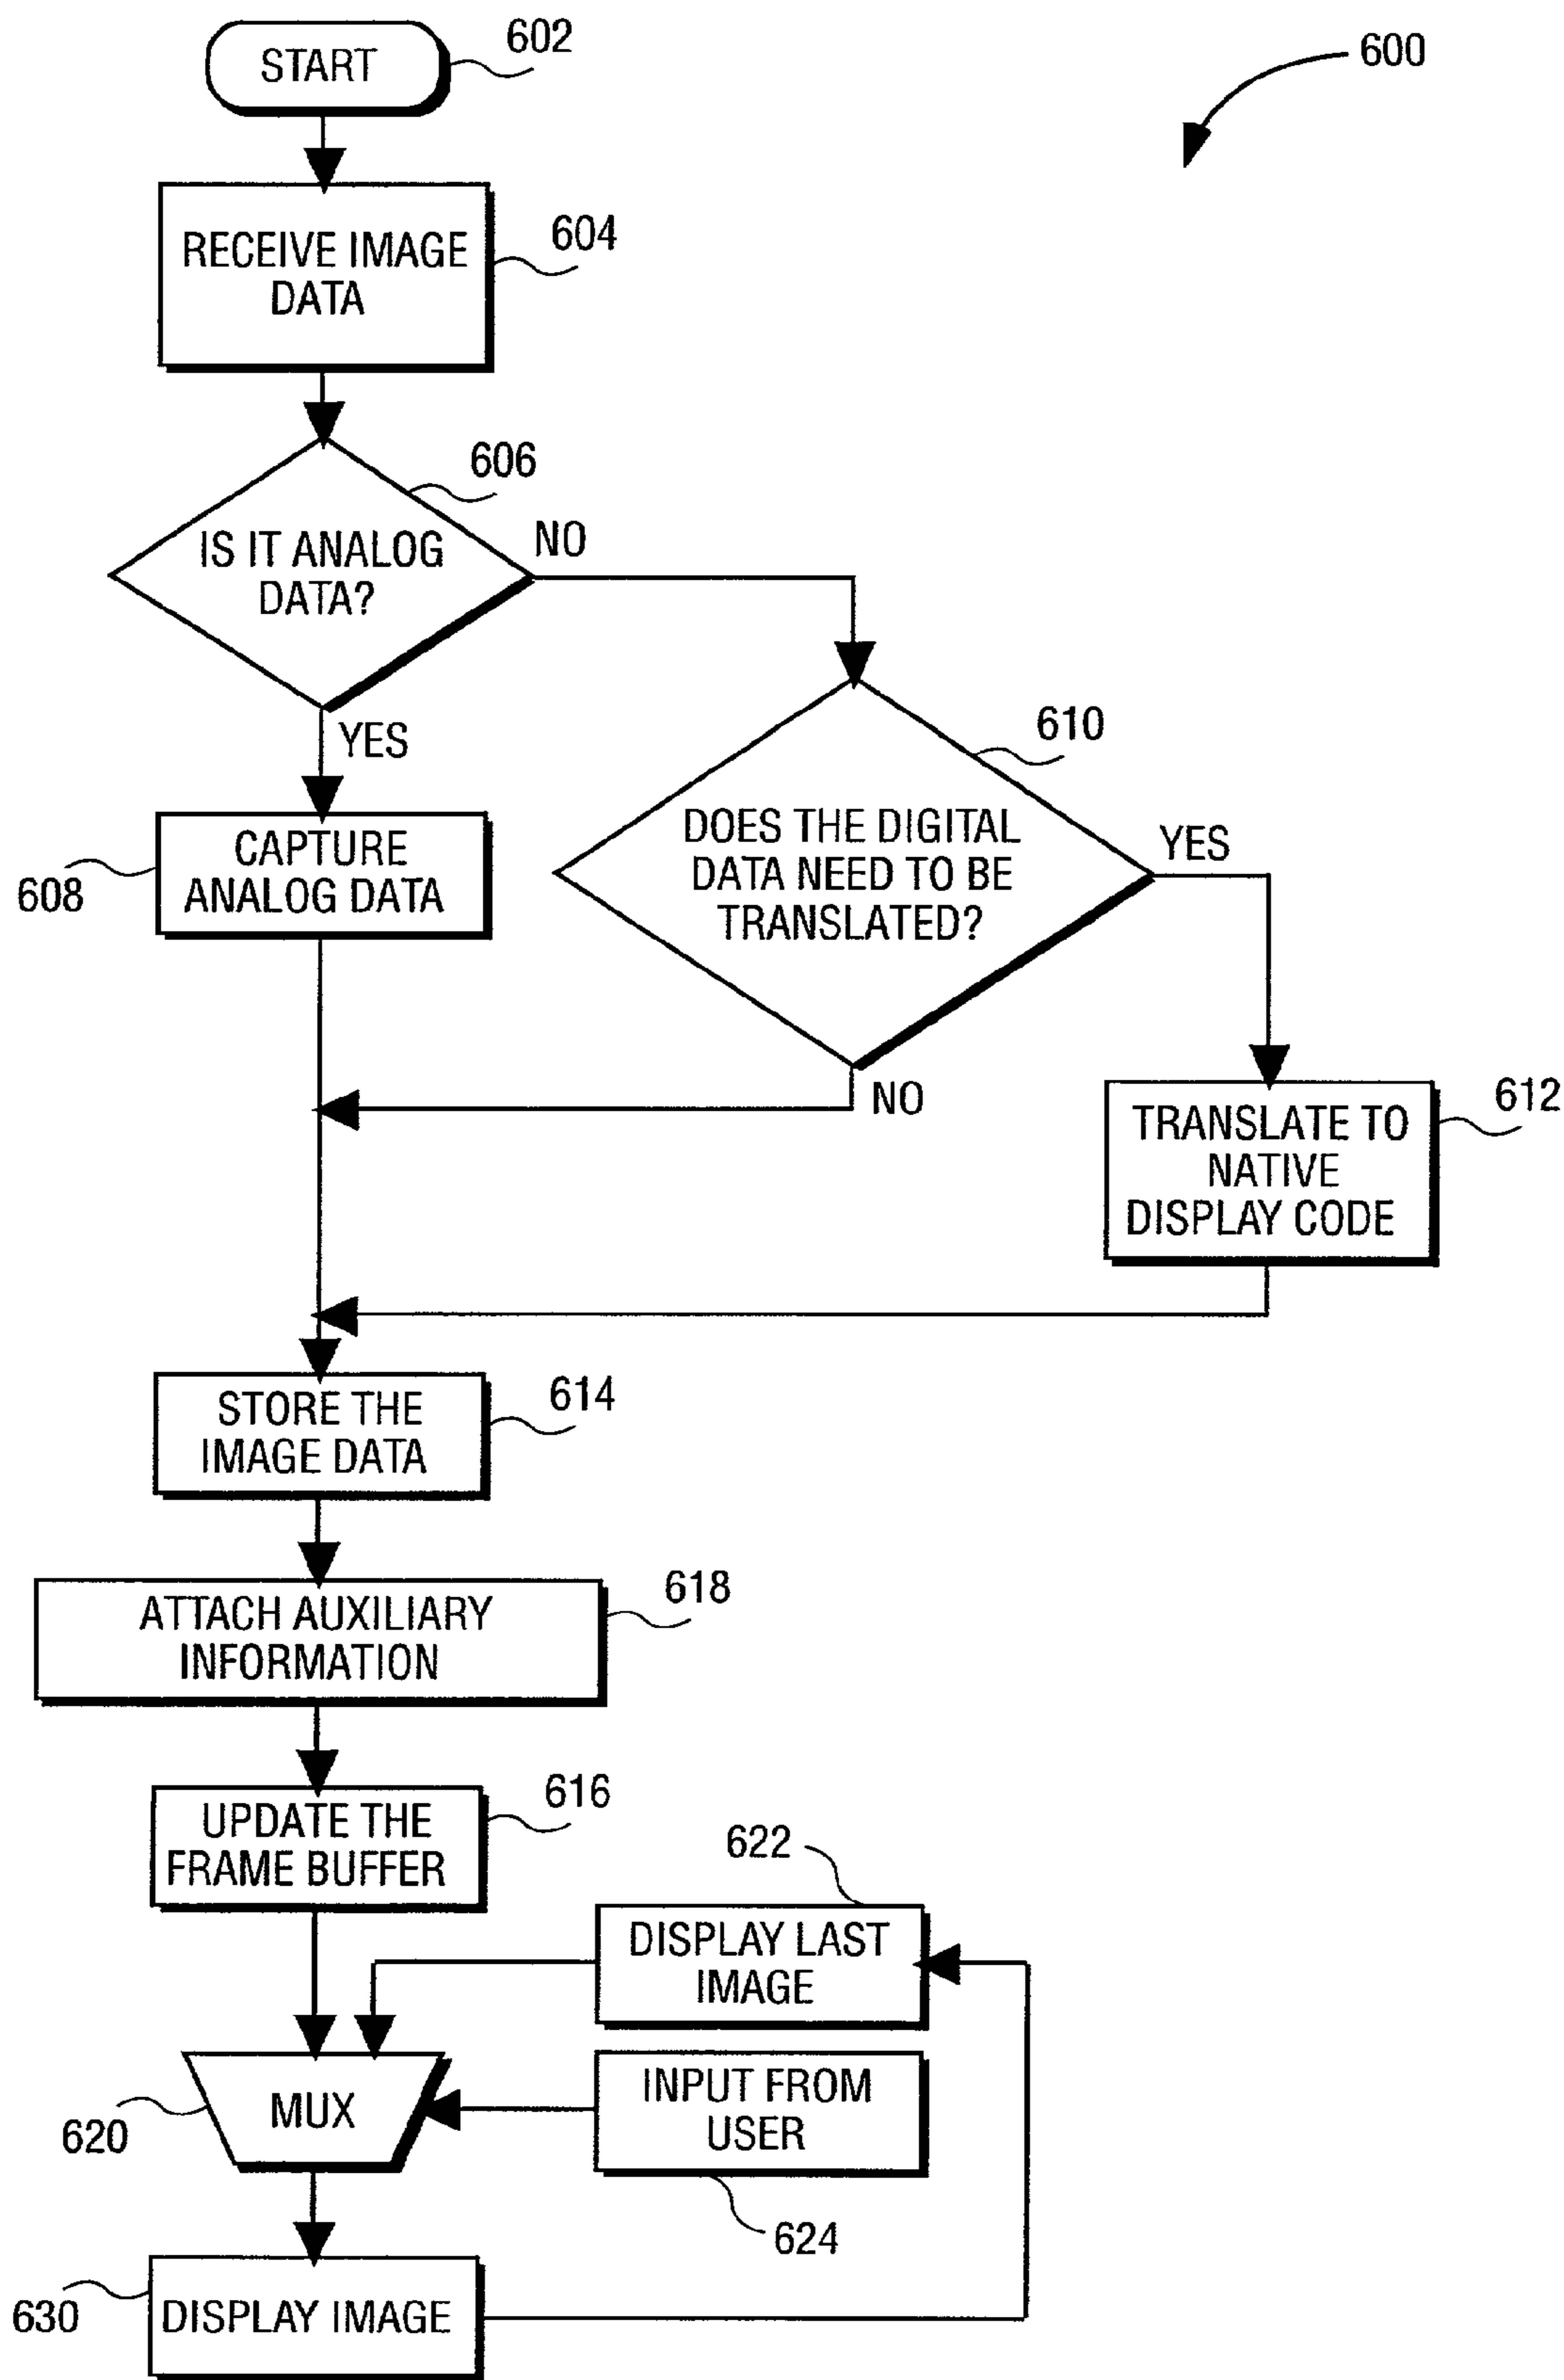 602
START
600
604
RECEIVE IMAGE
DATA
606
IS IT ANALOG
DATA?
NO
YES
610
DOES THE DIGITAL
DATA NEED TO BE
TRANSLATED?
YES
608
CAPTURE
ANALOG DATA
NO
612
TRANSLATE TO
NATIVE
DISPLAY CODE
614
STORE THE
IMAGE DATA
618
ATTACH AUXILIARY
INFORMATION
616
UPDATE THE
FRAME BUFFER
622
DISPLAY LAST
IMAGE
620
MUX
INPUT FROM
USER
624
630
DISPLAY IMAGE